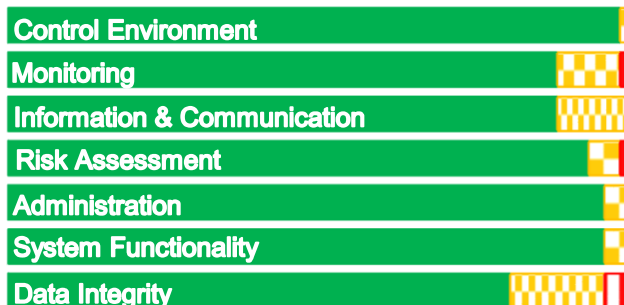 Control Environment
Monitoring
Information & Communication
Risk Assessment
Administration
System Functionality
Data Integrity